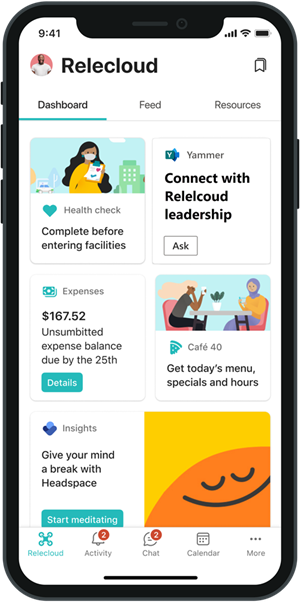 9:41
Relecloud
Dashboard
Feed
Resources
Health check
Complete before
entering facilities
Yammer
Connect with
Relelcoud
leadership
Ask
Expenses
$167.52
Unsumbitted
expense balance
due by the 25th
Details
Café 40
Get today's menu,
specials and hours
Insights
Give your mind
a break with
Headspace
Start meditating
Relecloud
2
Activity
2
Chat
Calendar
More